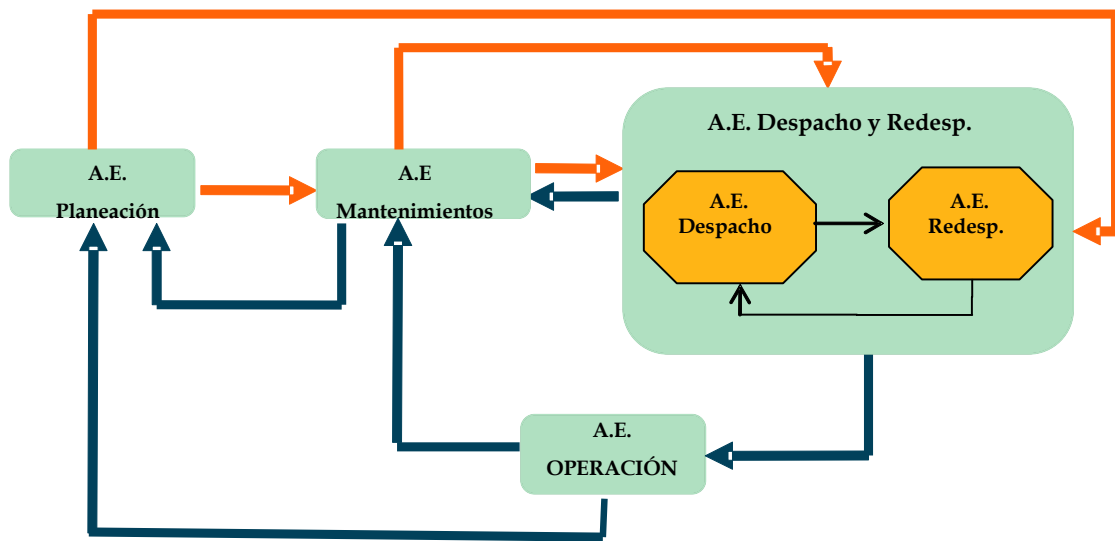 A.E. Despacho y Redesp.
A.E.
Planeación
A.E
Mantenimientos
A.E.
Despacho
A.E.
Redesp.
A.E.
OPERACIÓN